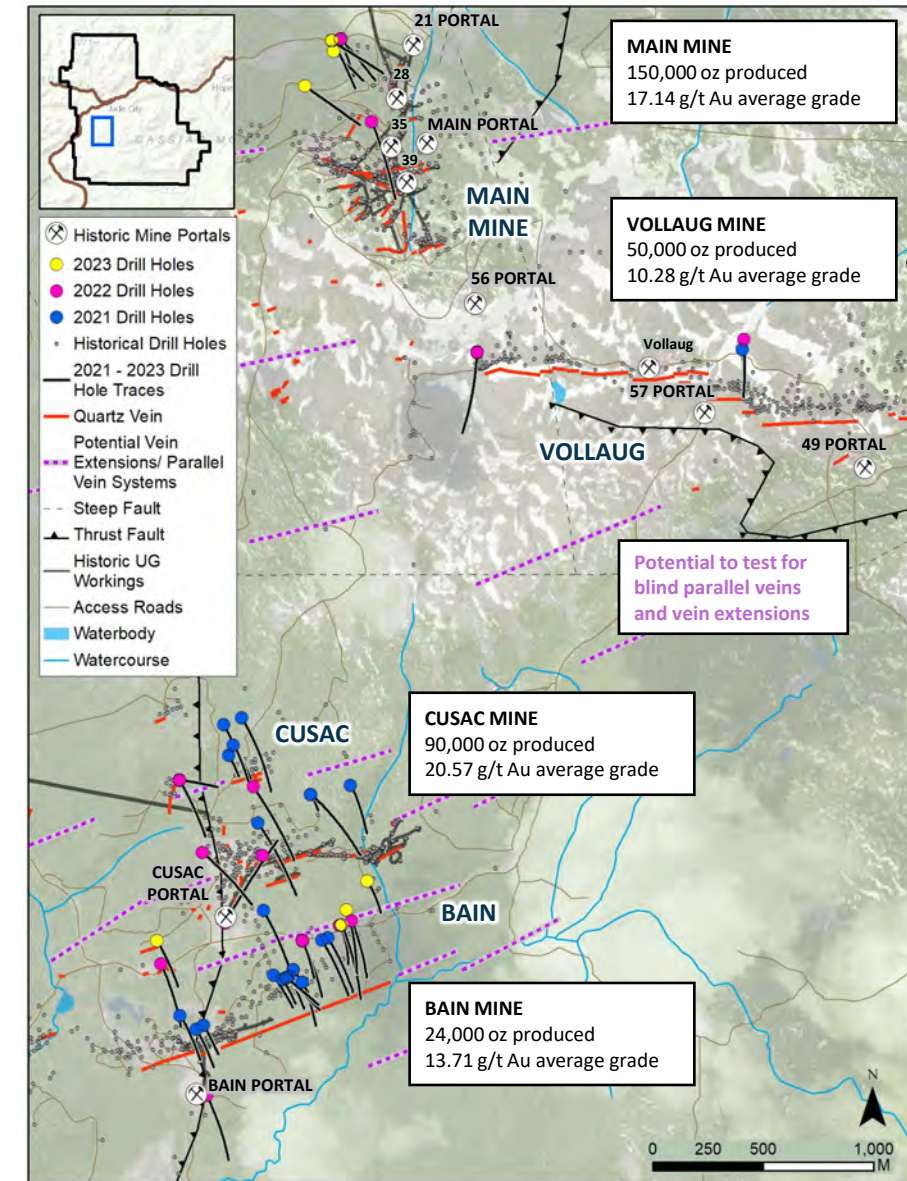 21 PORTAL
28
35
MAIN PORTAL
39
MAIN
MINE
56 PORTAL
Vollaug
57 PORTAL
VOLLAUG
49 PORTAL
MAIN MINE
150,000 oz produced
17.14 g/t Au average grade
VOLLAUG MINE
50,000 oz produced
10.28 g/t Au average grade
Jade City
Historic Mine Portals
2023 Drill Holes
2022 Drill Holes
2021 Drill Holes
Historical Drill Holes
2021 - 2023 Drill
Hole Traces
Quartz Vein
Potential Vein
Extensions/ Parallel
Vein Systems
Steep Fault
Thrust Fault
Historic UG
Workings
Access Roads
Waterbody
Watercourse
Potential to test for
blind parallel veins
and vein extensions
CUSAC
CUSAC MINE
90,000 oz produced
20.57 g/t Au average grade
CUSAC
PORTAL
BAIN
BAIN MINE
24,000 oz produced
13.71 g/t Au average grade
BAIN PORTAL
N
0 250 500 1,000
M